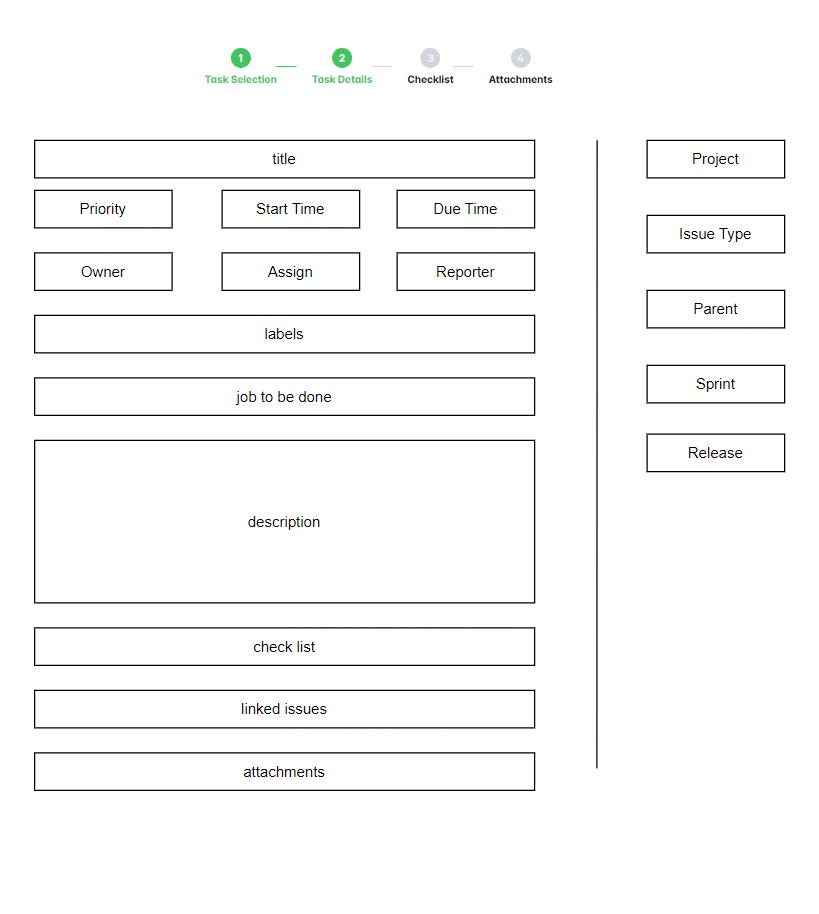 1 2 3 4
Task Selection Task Details Checklist Attachments
title
Priority Start Time Due Time
Owner Assign Reporter
labels
job to be done
description
check list
linked issues
attachments
Project
Issue Type
Parent
Sprint
Release